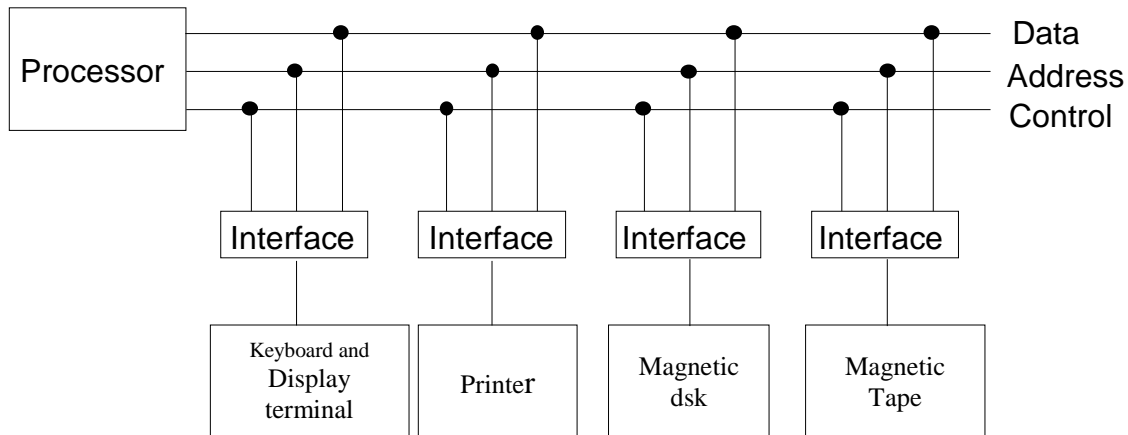 Processor
Data
Address
Control
Interface
Interface
Interface
Interface
Keyboard and
Display
terminal
Printer
Magnetic
dsk
Magnetic
Tape